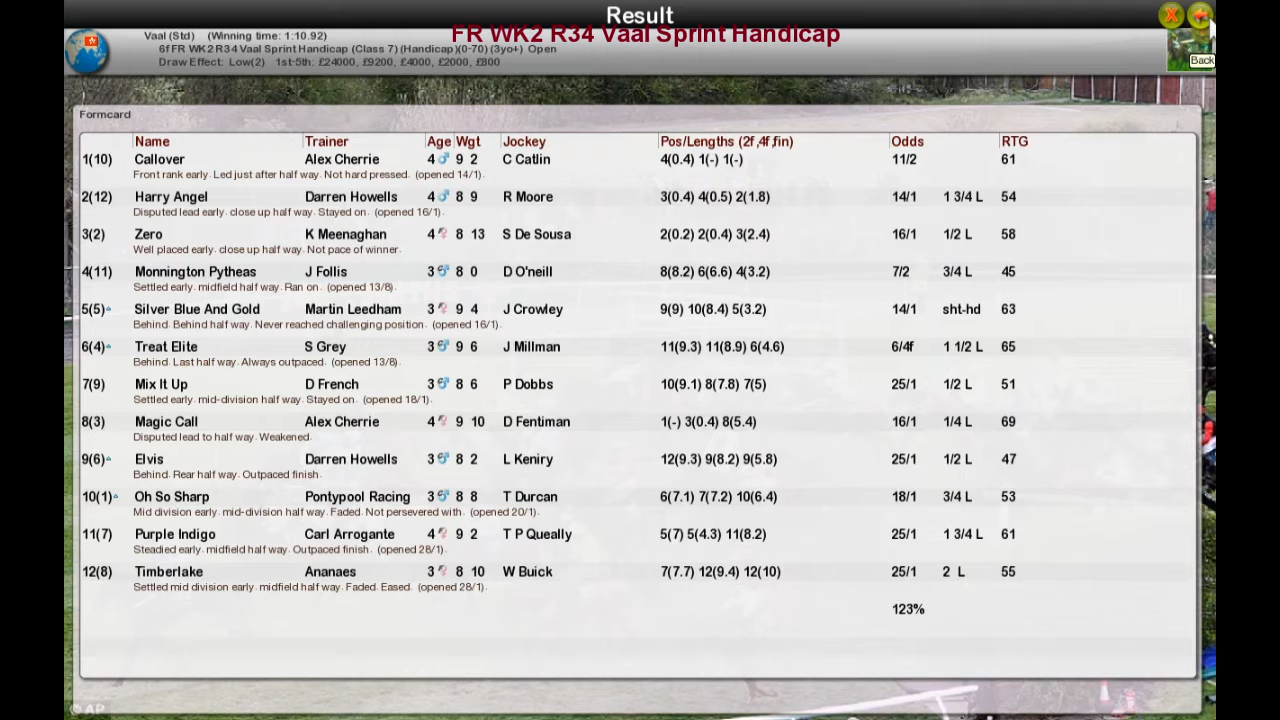 Result
FR WK2 R34 Vaal Sprint Handicap
Vaal (Std) (Winning time: 1:10.92)
6f FR WK2 R34 Vaal Sprint Handicap (Class 7) (Handicap)(0-70) (3yo+) Open
Draw Effect: Low(2) 1st-5th: £24000, £9200, £4000, £2000, £800
X
Back
Formcard
Name Trainer Age Wgt Jockey Pos/Lengths (2f,4f,fin) Odds RTG
1(10) Callover Alex Cherrie 4 9 2 C Catlin 4(0.4) 1(-) 1(-) 11/2 61
Front rank early. Led just after half way. Not hard pressed. (opened 14/1).
2(12) Harry Angel Darren Howells 4 8 9 R Moore 3(0.4) 4(0.5) 2(1.8) 14/1 1 3/4 L 54
Disputed lead early. close up half way. Stayed on. (opened 16/1).
3(2) Zero K Meenaghan 4 8 13 S De Sousa 2(0.2) 2(0.4) 3(2.4) 16/1 1/2 L 58
Well placed early. close up half way. Not pace of winner.
4(11) Monnington Pytheas J Follis 3 8 0 D O'neill 8(8.2) 6(6.6) 4(3.2) 7/2 3/4 L 45
Settled early. midfield half way. Ran on. (opened 13/8).
5(5) Silver Blue And Gold Martin Leedham 3 9 4 J Crowley 9(9) 10(8.4) 5(3.2) 14/1 sht-hd 63
Behind. Behind half way. Never reached challenging position. (opened 16/1).
6(4) Treat Elite S Grey 3 9 6 J Millman 11(9.3) 11(8.9) 6(4.6) 6/4f 1 1/2 L 65
Behind. Last half way. Always outpaced. (opened 13/8).
7(9) Mix It Up D French 3 8 6 P Dobbs 10(9.1) 8(7.8) 7(5) 25/1 1/2 L 51
Settled early. mid-division half way. Stayed on. (opened 18/1).
8(3) Magic Call Alex Cherrie 4 9 10 D Fentiman 1(-) 3(0.4) 8(5.4) 16/1 1/4 L 69
Disputed lead to half way. Weakened.
9(6) Elvis Darren Howells 3 8 2 L Keniry 12(9.3) 9(8.2) 9(5.8) 25/1 1/2 L 47
Behind. Rear half way. Outpaced finish.
10(1) Oh So Sharp Pontypool Racing 3 8 8 T Durcan 6(7.1) 7(7.2) 10(6.4) 18/1 3/4 L 53
Mid division early. mid-division half way. Faded. Not persevered with. (opened 20/1).
11(7) Purple Indigo Carl Arrogante 4 9 2 T P Queally 5(7) 5(4.3) 11(8.2) 25/1 1 3/4 L 61
Steadied early. midfield half way. Outpaced finish. (opened 28/1).
12(8) Timberlake Ananaes 3 8 10 W Buick 7(7.7) 12(9.4) 12(10) 25/1 2 L 55
Settled mid division early. midfield half way. Faded. Eased. (opened 28/1).
123%
© AP